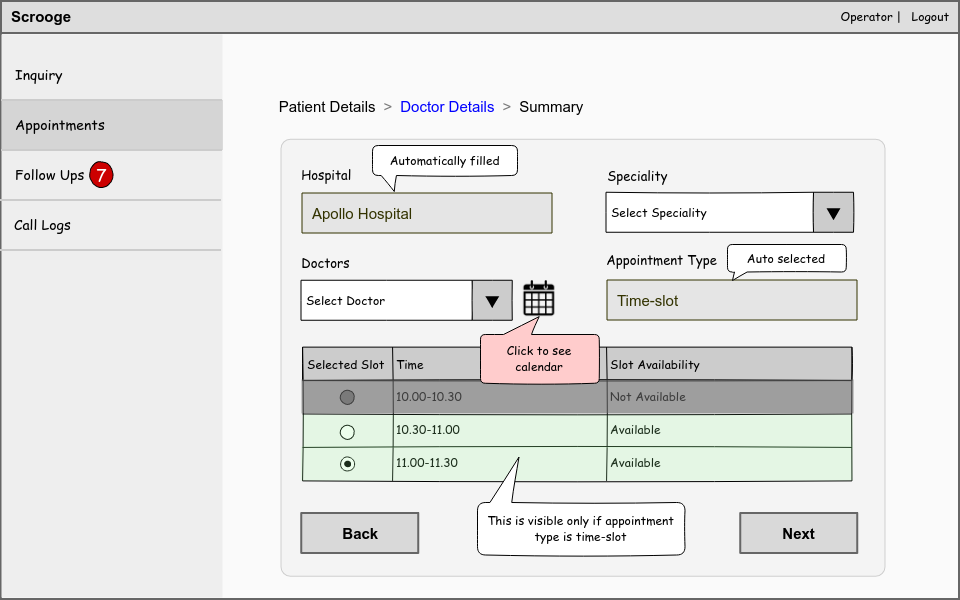 Scrooge
Operator | Logout
Inquiry
Appointments
Follow Ups 7
Call Logs
Patient Details > Doctor Details > Summary
Automatically filled
Hospital
Speciality
Apollo Hospital
Select Speciality
Doctors
Appointment Type
Auto selected
Select Doctor
Time-slot
Click to see
calendar
Selected Slot Time Slot Availability
10.00-10.30 Not Available
10.30-11.00 Available
11.00-11.30 Available
This is visible only if appointment
type is time-slot
Back
Next